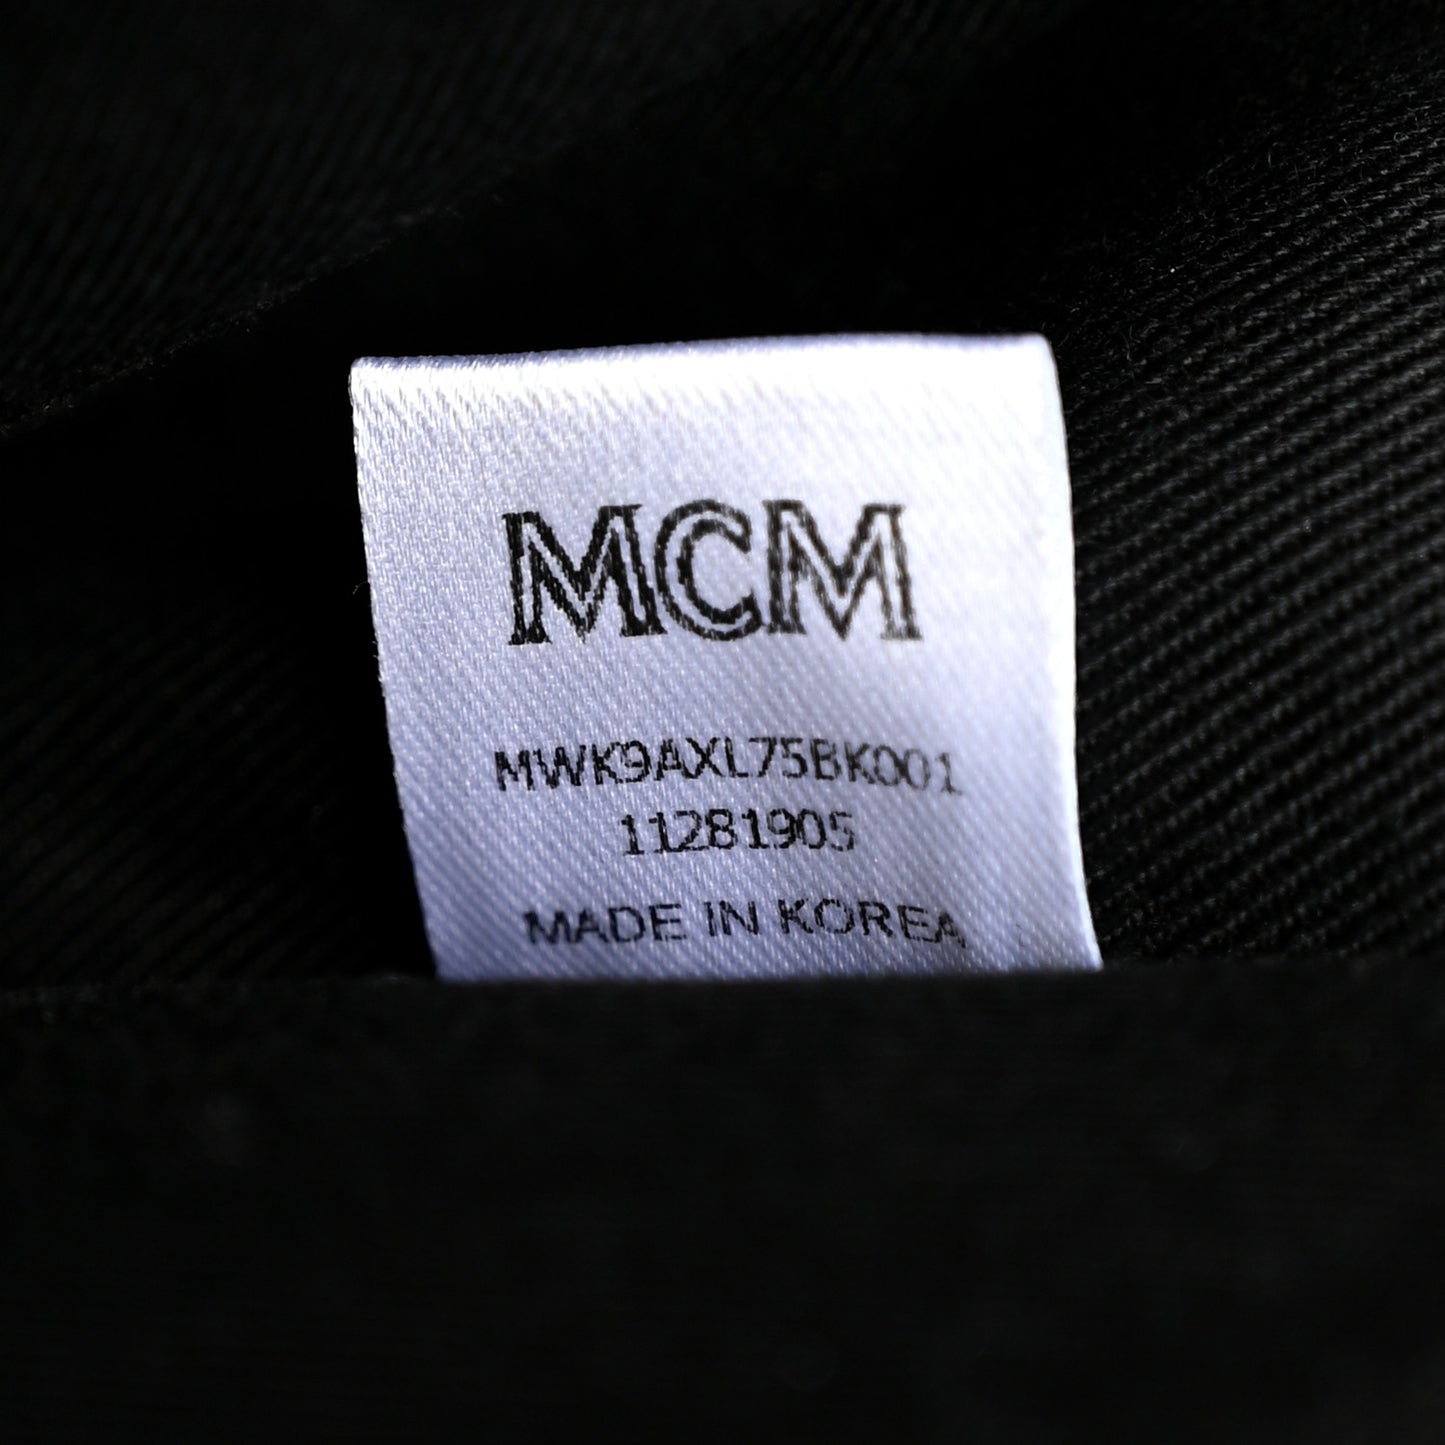 MCM
MWK9AXL75BK001
11281905
MADE IN KOREA